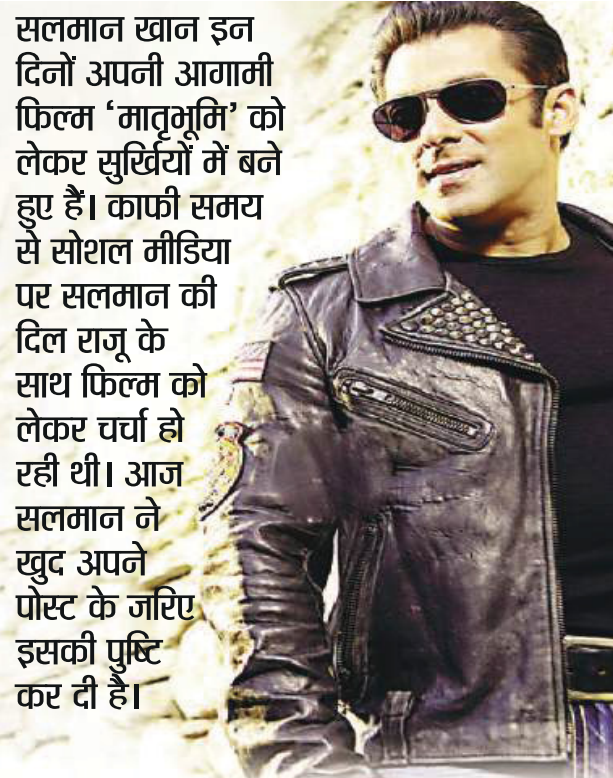 सलमान खान इन
दिनों अपनी आगामी
फिल्म ‘मातृभूमि’ को
लेकर सुर्खियों में बने
हुए हैं। काफी समय
से सोशल मीडिया
पर सलमान की
दिल राजू के
साथ फिल्म को
लेकर चर्चा हो
रही थी। आज
सलमान ने
खुद अपने
पोस्ट के जरिए
इसकी पुष्टि
कर दी है।